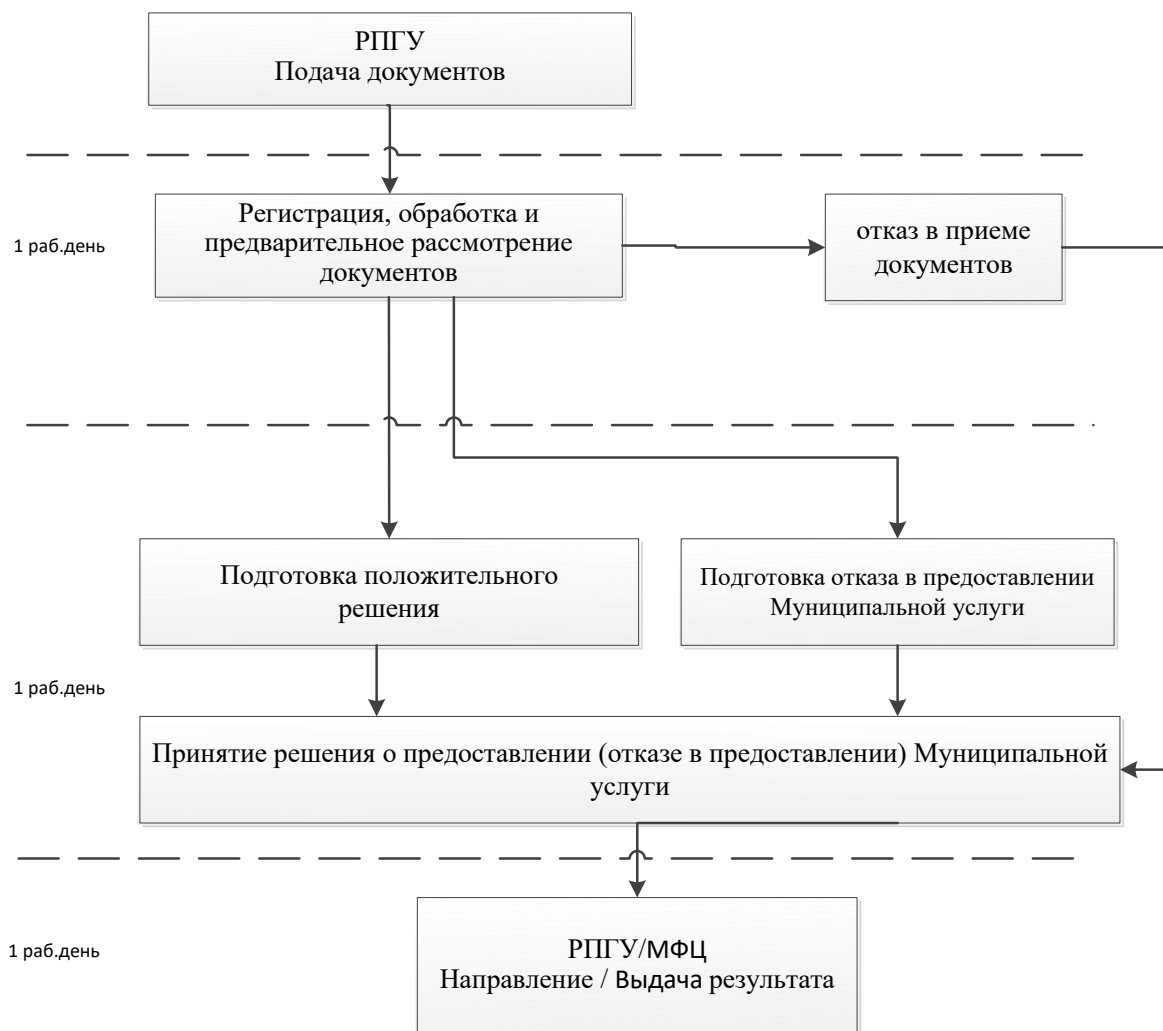 РПГУ
Подача документов
1 раб.день
Регистрация, обработка и
предварительное рассмотрение
документов
отказ в приеме
документов
Подготовка положительного
решения
Подготовка отказа в предоставлении
Муниципальной услуги
1 раб.день
Принятие решения о предоставлении (отказе в предоставлении) Муниципальной
услуги
1 раб.день
РПГУ/МФЦ
Направление / Выдача результата